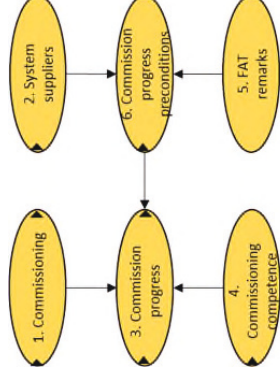 1. Commissioning
2. System
suppliers
3. Commission
progress
6. Commission
progress
preconditions
4.
Commissioning
competence
5. FAT
remarks